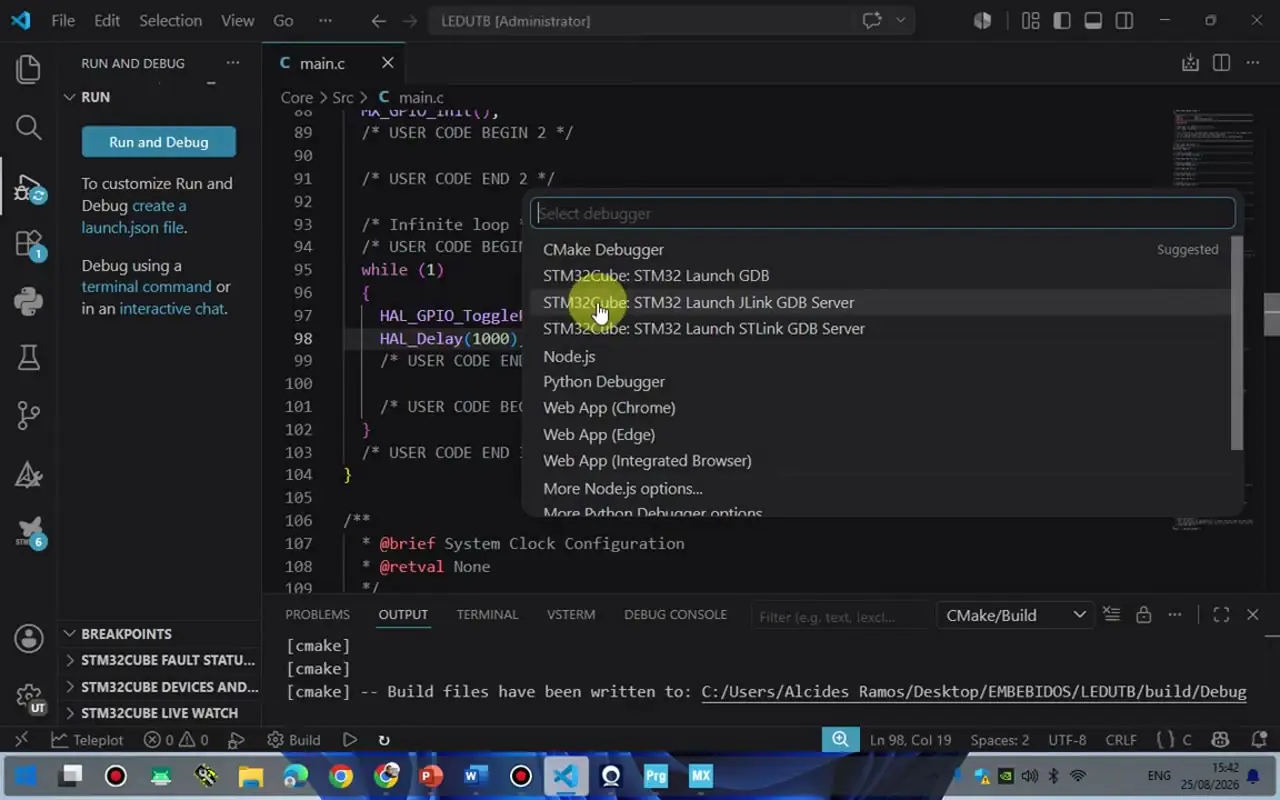 File Edit Selection View Go ··· LEDUTB [Administrator]
RUN AND DEBUG ···
RUN
Run and Debug
To customize Run and
Debug create a
launch.json file.
Debug using a
terminal command or
in an interactive chat.
BREAKPOINTS
STM32CUBE FAULT STATU...
STM32CUBE DEVICES AND...
STM32CUBE LIVE WATCH
1
6
UT
C main.c
Core > Src > C main.c
88 MX_GPIO_Init();
89 /* USER CODE BEGIN 2 */
90
91 /* USER CODE END 2 */
92
93 /* Infinite loop
94 /* USER CODE BEGIN
95 while (1)
96 {
97 HAL_GPIO_Toggle
98 HAL_Delay(1000)
99 /* USER CODE END
100
101 /* USER CODE BEG
102 }
103 /* USER CODE END
104 }
105
106 /**
107 * @brief System Clock Configuration
108 * @retval None
109 */
Select debugger
CMake Debugger Suggested
STM32Cube: STM32 Launch GDB
STM32Cube: STM32 Launch JLink GDB Server
STM32Cube: STM32 Launch STLink GDB Server
Node.js
Python Debugger
Web App (Chrome)
Web App (Edge)
Web App (Integrated Browser)
More Node.js options...
More Python Debugger options
PROBLEMS OUTPUT TERMINAL VSTERM DEBUG CONSOLE Filter (e.g. text, !excl... CMake/Build
[cmake]
[cmake]
[cmake] -- Build files have been written to: C:/Users/Alcides Ramos/Desktop/EMBEBIDOS/LEDUTB/build/Debug
Teleplot 0 0 Build Ln 98, Col 19 Spaces: 2 UTF-8 CRLF { } C
Prg MX ENG 15:42
25/08/2026